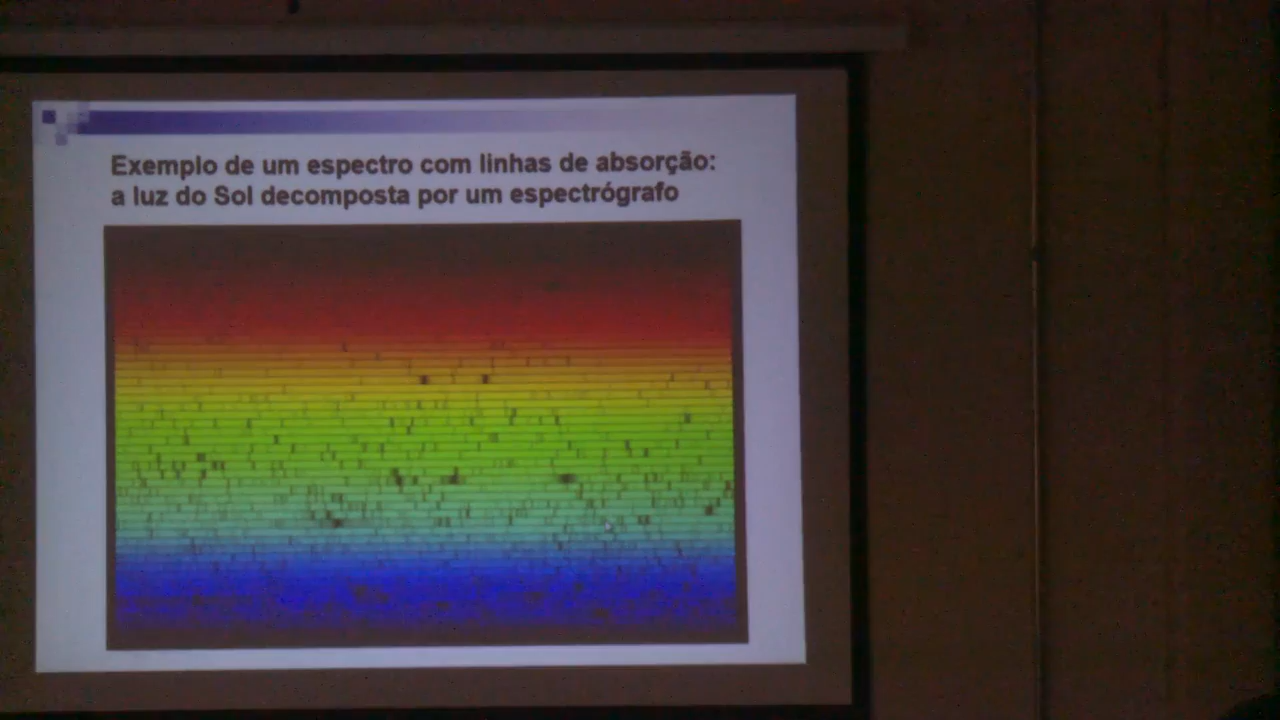 Exemplo de um espectro com linhas de absorção:
a luz do Sol decomposta por um espectrógrafo